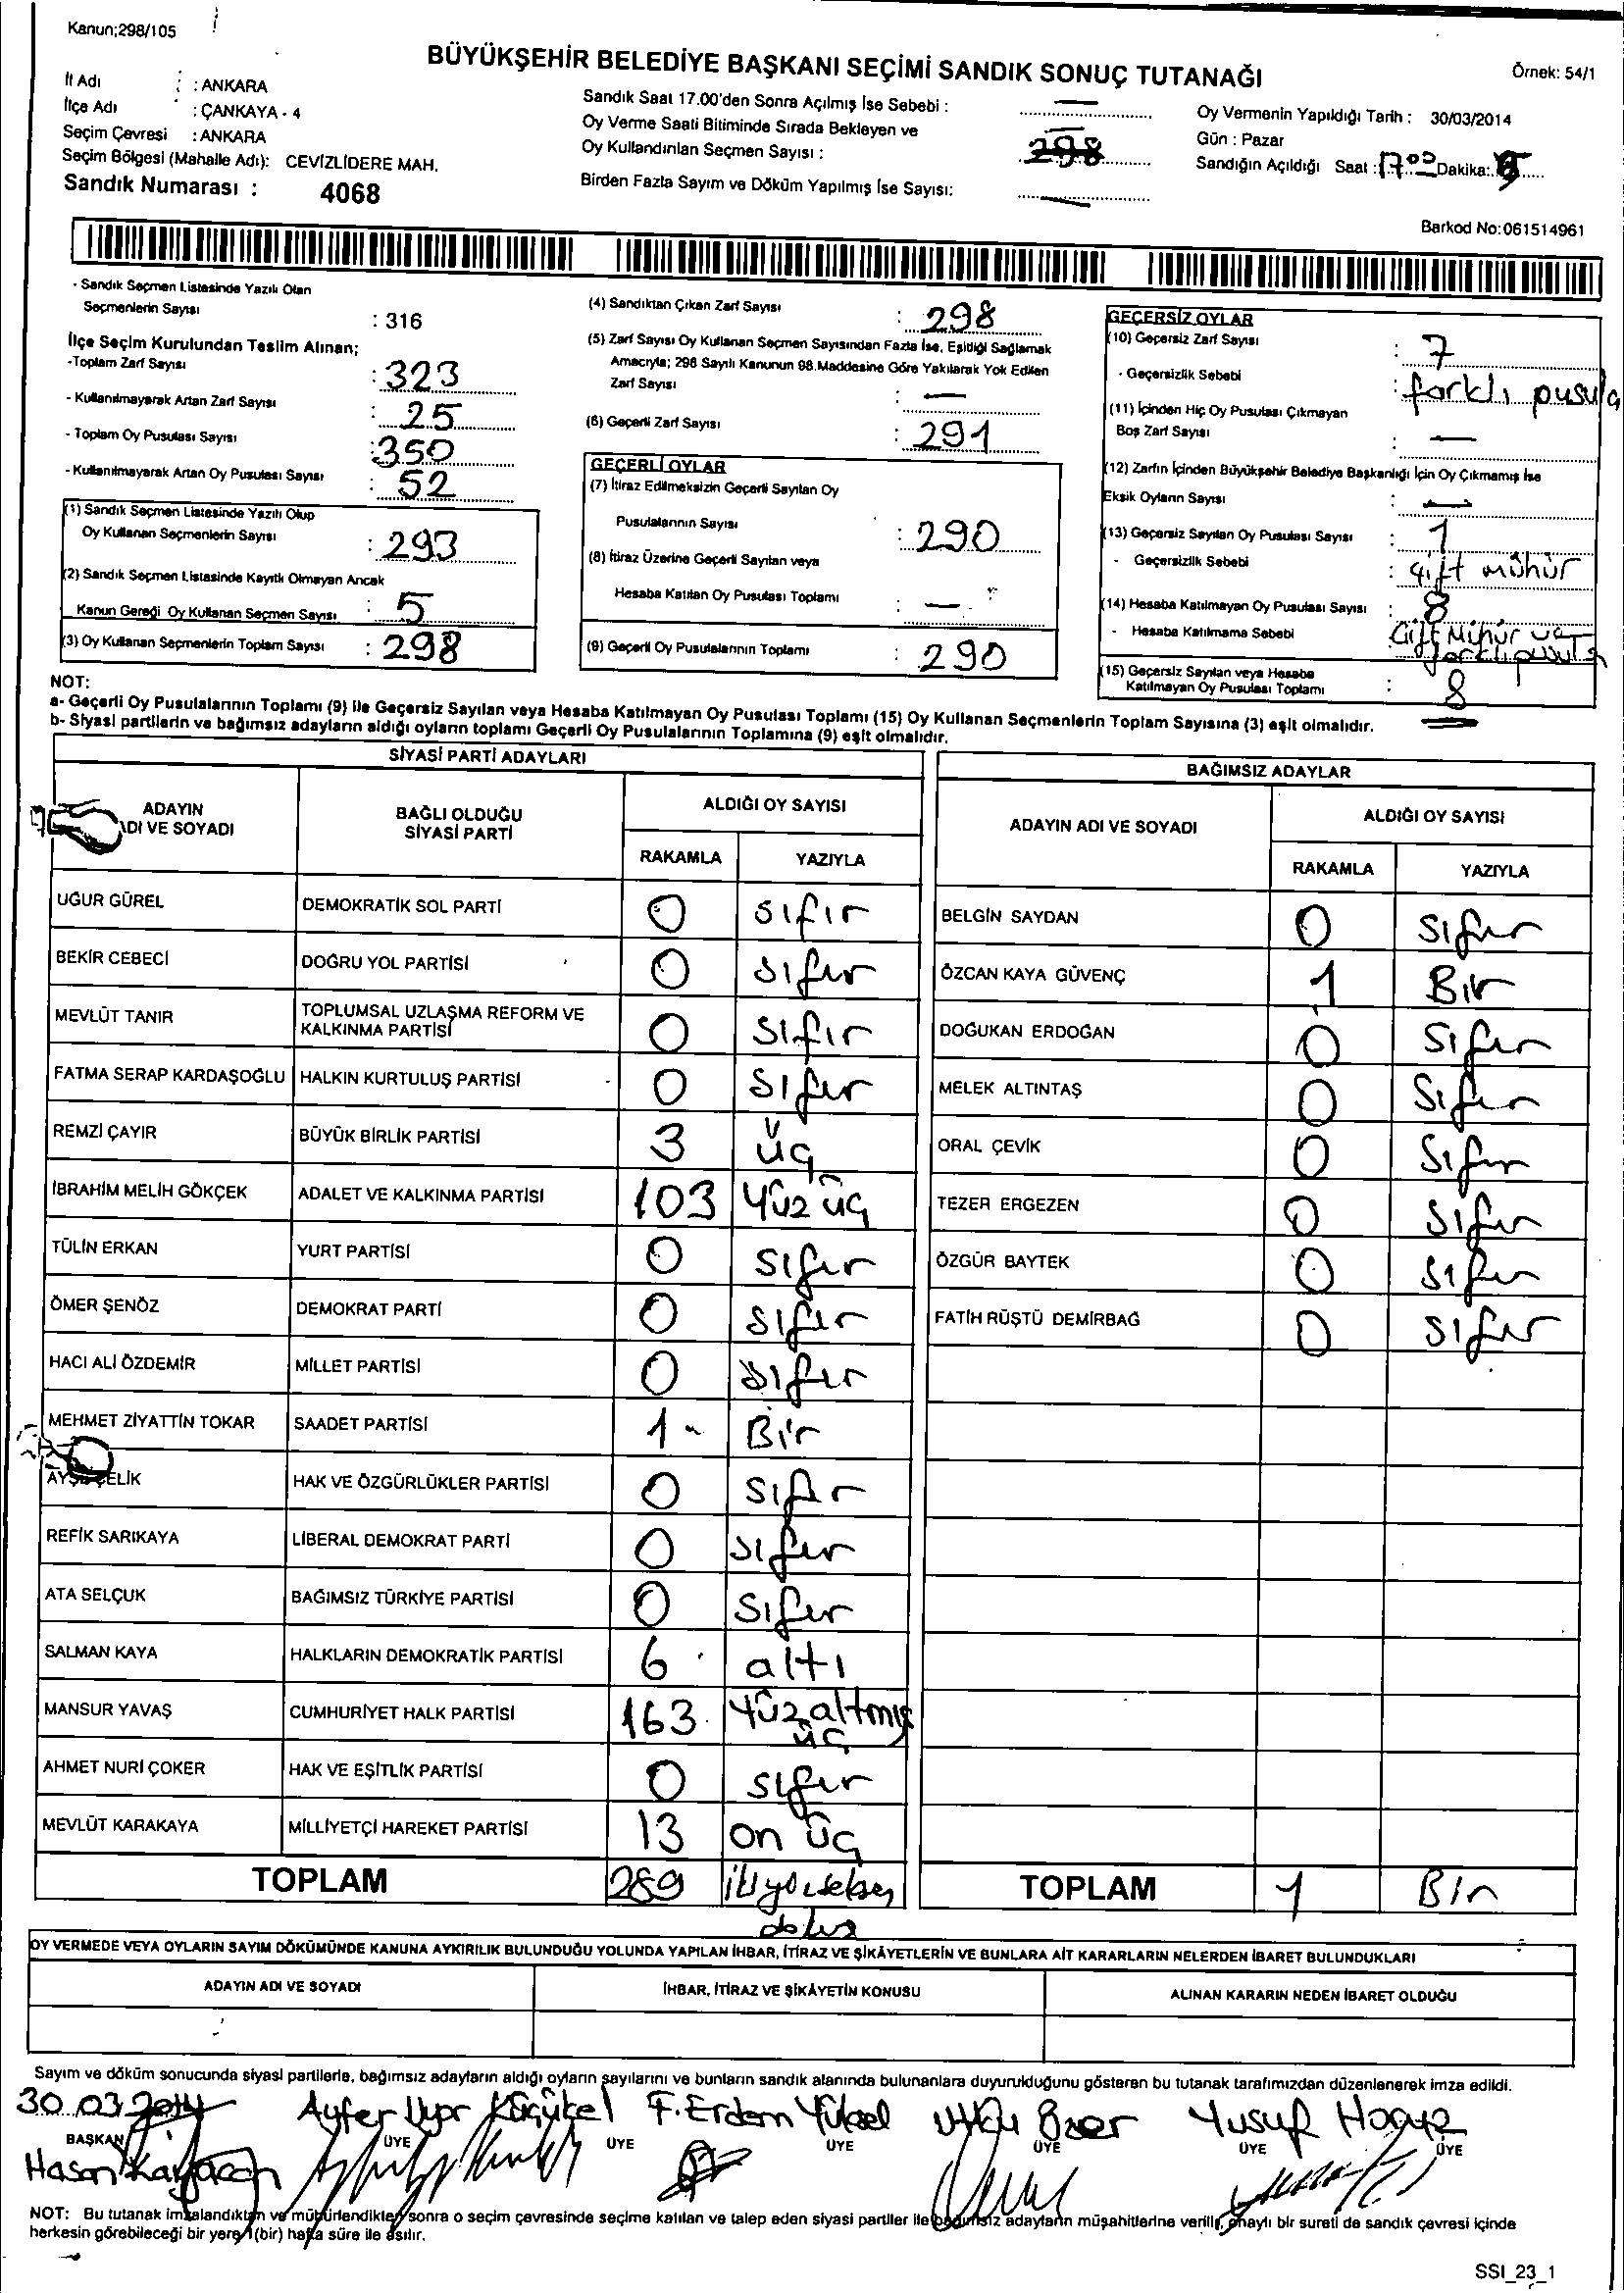 Kanun;298/105
BÜYÜKŞEHİR BELEDİYE BAŞKANI SEÇİMİ SANDIK SONUÇ TUTANAĞI
Örnek: 54/1
İl Adı : ANKARA
İlçe Adı : ÇANKAYA - 4
Seçim Çevresi : ANKARA
Seçim Bölgesi (Mahalle Adı): CEVİZLİDERE MAH.
Sandık Numarası : 4068
Sandık Saat 17.00'den Sonra Açılmış İse Sebebi : —
Oy Verme Saati Bitiminde Sırada Bekleyen ve
Oy Kullandırılan Seçmen Sayısı : 298
Birden Fazla Sayım ve Döküm Yapılmış İse Sayısı: —
Oy Vermenin Yapıldığı Tarih : 30/03/2014
Gün : Pazar
Sandığın Açıldığı Saat : 17.00 Dakika:
Barkod No:061514961
- Sandık Seçmen Listesinde Yazılı Olan
Seçmenlerin Sayısı : 316
İlçe Seçim Kurulundan Teslim Alınan;
-Toplam Zarf Sayısı : 323
- Kullanılmayarak Artan Zarf Sayısı : 25
- Toplam Oy Pusulası Sayısı : 350
- Kullanılmayarak Artan Oy Pusulası Sayısı : 52
(1) Sandık Seçmen Listesinde Yazılı Olup
Oy Kullanan Seçmenlerin Sayısı : 293
(2) Sandık Seçmen Listesinde Kayıtlı Olmayan Ancak
Kanun Gereği Oy Kullanan Seçmen Sayısı : 5
(3) Oy Kullanan Seçmenlerin Toplam Sayısı : 298
(4) Sandıktan Çıkan Zarf Sayısı : 298
(5) Zarf Sayısı Oy Kullanan Seçmen Sayısından Fazla İse, Eşitliği Sağlamak
Amacıyla; 298 Sayılı Kanunun 98.Maddesine Göre Yakılarak Yok Edilen
Zarf Sayısı : —
(6) Geçerli Zarf Sayısı : 291
GEÇERLİ OYLAR
(7) İtiraz Edilmeksizin Geçerli Sayılan Oy
Pusulalarının Sayısı : 290
(8) İtiraz Üzerine Geçerli Sayılan veya
Hesaba Katılan Oy Pusulası Toplamı : —
(9) Geçerli Oy Pusulalarının Toplamı : 290
GEÇERSİZ OYLAR
(10) Geçersiz Zarf Sayısı : 7
- Geçersizlik Sebebi : farklı pusula
(11) İçinden Hiç Oy Pusulası Çıkmayan
Boş Zarf Sayısı : —
(12) Zarfın İçinden Büyükşehir Belediye Başkanlığı İçin Oy Çıkmamış İse
Eksik Oyların Sayısı : —
(13) Geçersiz Sayılan Oy Pusulası Sayısı : 1
- Geçersizlik Sebebi : çift mühür
(14) Hesaba Katılmayan Oy Pusulası Sayısı : 8
- Hesaba Katılmama Sebebi : Çift Mühür ve
farklı pusula
(15) Geçersiz Sayılan veya Hesaba
Katılmayan Oy Pusulası Toplamı : 8
NOT:
a- Geçerli Oy Pusulalarının Toplamı (9) ile Geçersiz Sayılan veya Hesaba Katılmayan Oy Pusulası Toplamı (15) Oy Kullanan Seçmenlerin Toplam Sayısına (3) eşit olmalıdır.
b- Siyasi partilerin ve bağımsız adayların aldığı oyların toplamı Geçerli Oy Pusulalarının Toplamına (9) eşit olmalıdır.
SİYASİ PARTİ ADAYLARI
ADAYIN
ADI VE SOYADI
BAĞLI OLDUĞU
SİYASİ PARTİ
ALDIĞI OY SAYISI
RAKAMLA YAZIYLA
UĞUR GÜREL DEMOKRATİK SOL PARTİ 0 sıfır
BEKİR CEBECİ DOĞRU YOL PARTİSİ 0 sıfır
MEVLÜT TANIR TOPLUMSAL UZLAŞMA REFORM VE
KALKINMA PARTİSİ 0 sıfır
FATMA SERAP KARDAŞOĞLU HALKIN KURTULUŞ PARTİSİ 0 sıfır
REMZİ ÇAYIR BÜYÜK BİRLİK PARTİSİ 3 üç
İBRAHİM MELİH GÖKÇEK ADALET VE KALKINMA PARTİSİ 103 Yüz üç
TÜLİN ERKAN YURT PARTİSİ 0 sıfır
ÖMER ŞENÖZ DEMOKRAT PARTİ 0 sıfır
HACI ALİ ÖZDEMİR MİLLET PARTİSİ 0 sıfır
MEHMET ZİYATTİN TOKAR SAADET PARTİSİ 1 - Bir
AYŞE ÇELİK HAK VE ÖZGÜRLÜKLER PARTİSİ 0 sıfır
REFİK SARIKAYA LİBERAL DEMOKRAT PARTİ 0 sıfır
ATA SELÇUK BAĞIMSIZ TÜRKİYE PARTİSİ 0 sıfır
SALMAN KAYA HALKLARIN DEMOKRATİK PARTİSİ 6 altı
MANSUR YAVAŞ CUMHURİYET HALK PARTİSİ 163 Yüzaltmış
üç
AHMET NURİ ÇOKER HAK VE EŞİTLİK PARTİSİ 0 sıfır
MEVLÜT KARAKAYA MİLLİYETÇİ HAREKET PARTİSİ 13 on üç
TOPLAM 289 ikiyüzseksen
dokuz
BAĞIMSIZ ADAYLAR
ADAYIN ADI VE SOYADI
ALDIĞI OY SAYISI
RAKAMLA YAZIYLA
BELGİN SAYDAN 0 sıfır
ÖZCAN KAYA GÜVENÇ 1 Bir
DOĞUKAN ERDOĞAN 0 sıfır
MELEK ALTINTAŞ 0 sıfır
ORAL ÇEVİK 0 sıfır
TEZER ERGEZEN 0 sıfır
ÖZGÜR BAYTEK 0 sıfır
FATİH RÜŞTÜ DEMİRBAĞ 0 sıfır
TOPLAM 1 Bir
OY VERMEDE VEYA OYLARIN SAYIM DÖKÜMÜNDE KANUNA AYKIRILIK BULUNDUĞU YOLUNDA YAPILAN İHBAR, İTİRAZ VE ŞİKÂYETLERİN VE BUNLARA AİT KARARLARIN NELERDEN İBARET BULUNDUKLARI
ADAYIN ADI VE SOYADI İHBAR, İTİRAZ VE ŞİKÂYETİN KONUSU ALINAN KARARIN NEDEN İBARET OLDUĞU
Sayım ve döküm sonucunda siyasi partilerle, bağımsız adayların aldığı oyların sayılarını ve bunların sandık alanında bulunanlara duyurulduğunu gösteren bu tutanak tarafımızdan düzenlenerek imza edildi.
30.03.2014 Ayfer Uyar F. Erdem Yüksel Utku Özer Yusuf
BAŞKAN ÜYE ÜYE ÜYE ÜYE ÜYE ÜYE
Hasan
NOT: Bu tutanak imzalandıktan ve mühürlendikten sonra o seçim çevresinde seçime katılan ve talep eden siyasi partiler ile bağımsız adayların müşahitlerine verilir, onaylı bir sureti de sandık çevresi içinde
herkesin görebileceği bir yere 1 (bir) hafta süre ile asılır.
SSI_23_1